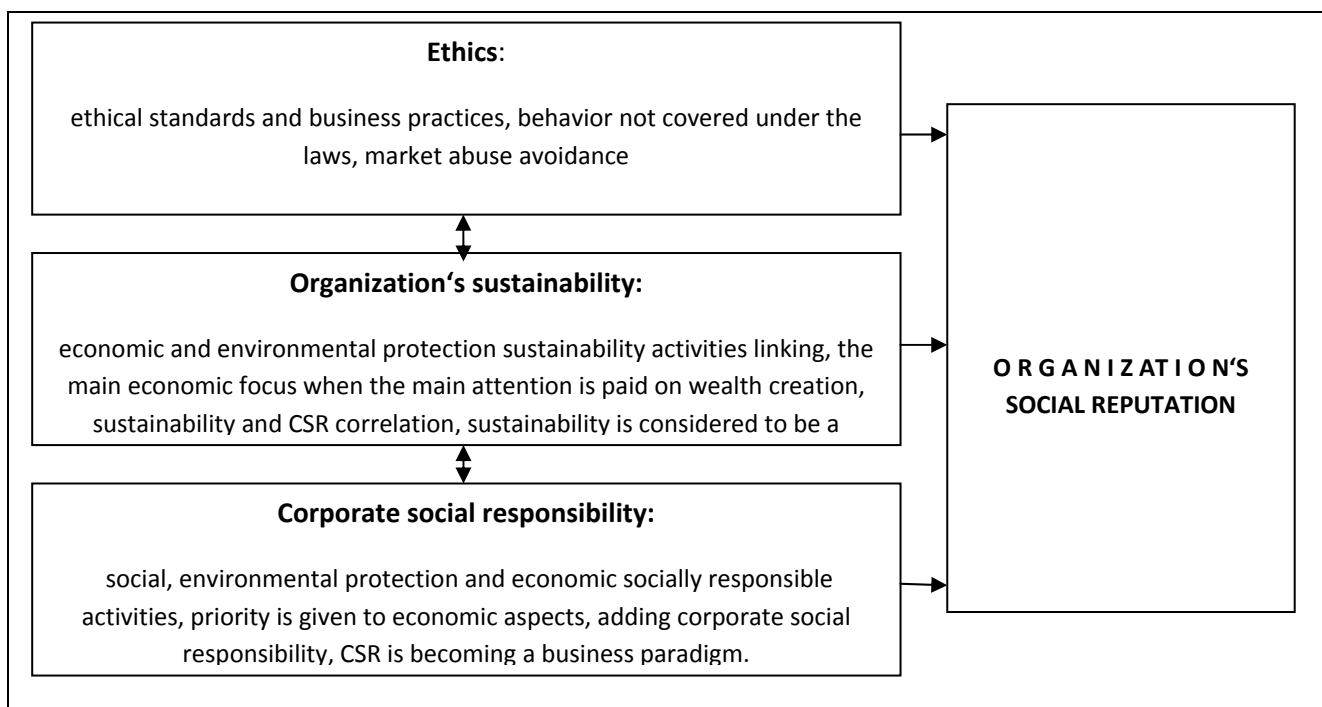 Ethics:
ethical standards and business practices, behavior not covered under the
laws, market abuse avoidance
Organization‘s sustainability:
economic and environmental protection sustainability activities linking, the
main economic focus when the main attention is paid on wealth creation,
sustainability and CSR correlation, sustainability is considered to be a
Corporate social responsibility:
social, environmental protection and economic socially responsible
activities, priority is given to economic aspects, adding corporate social
responsibility, CSR is becoming a business paradigm.
O R G A N I Z AT I O N‘S
SOCIAL REPUTATION